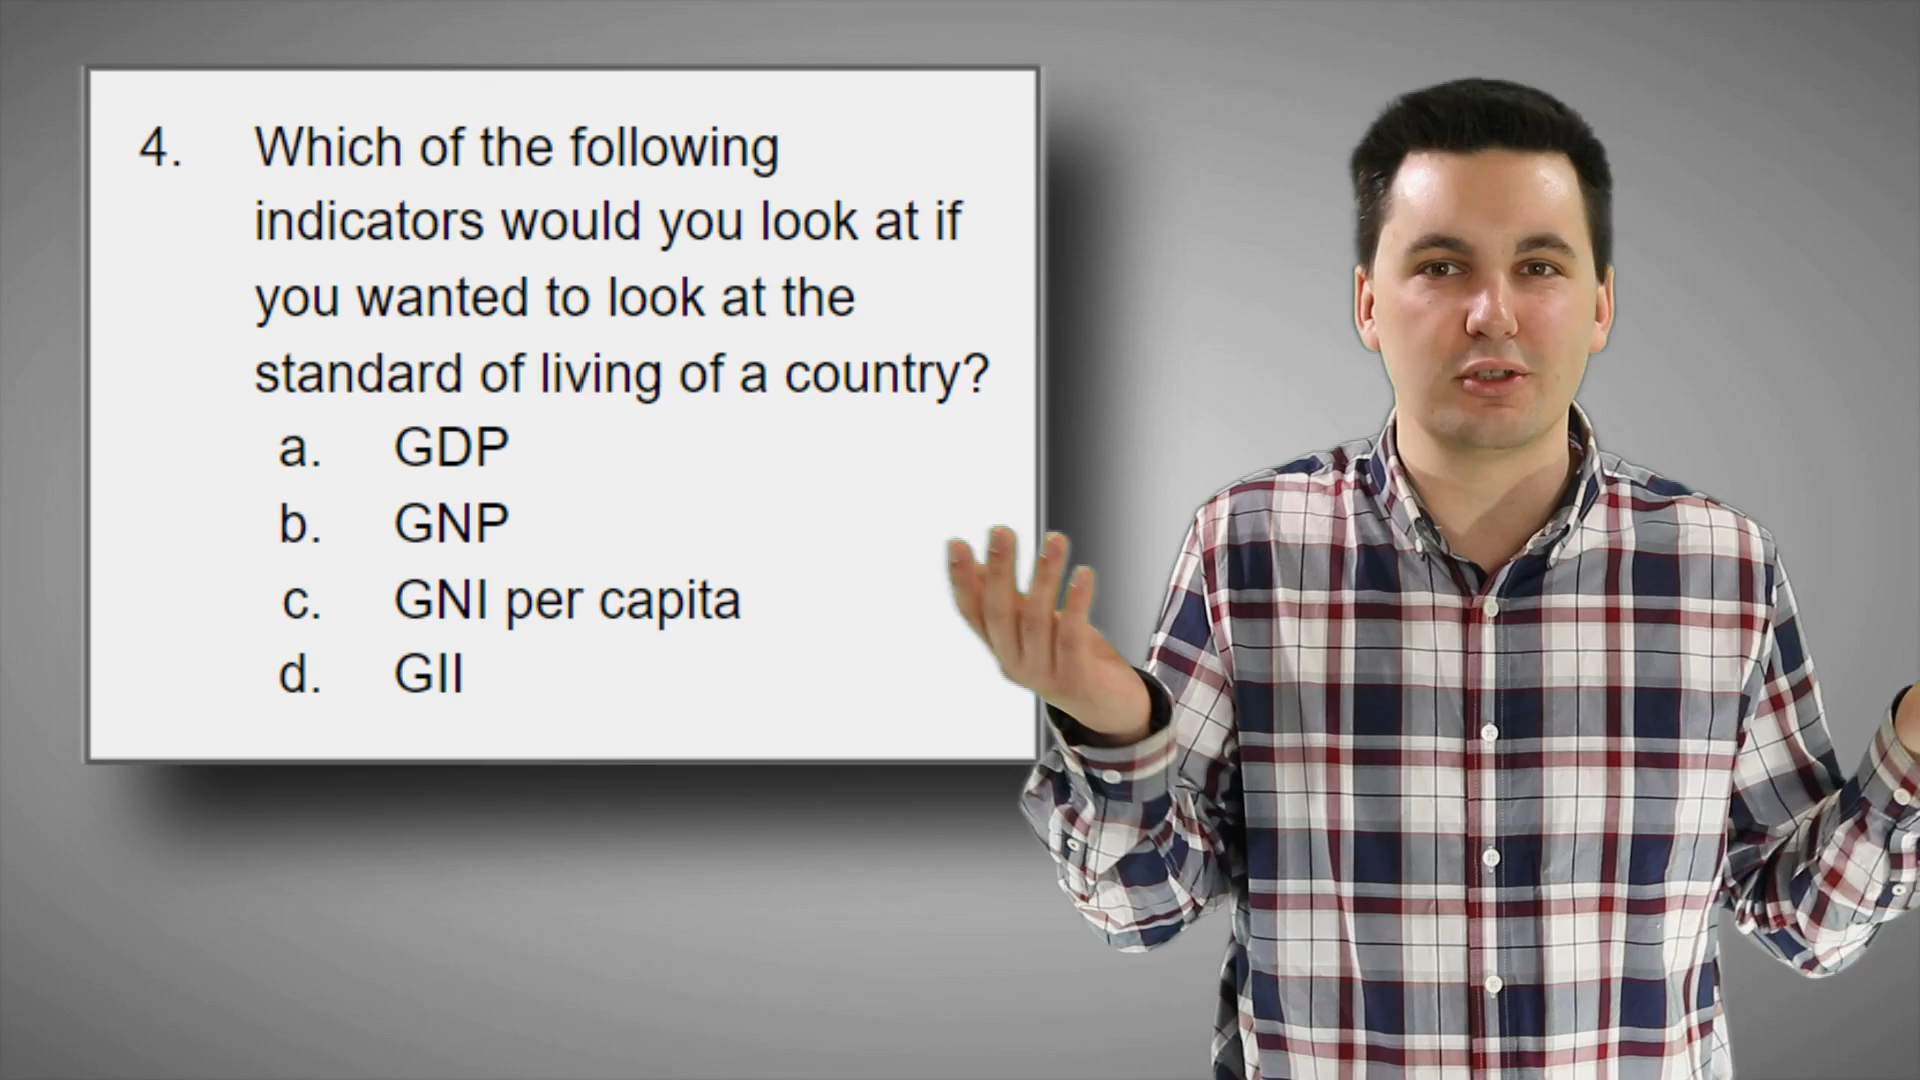 4. Which of the following
indicators would you look at if
you wanted to look at the
standard of living of a country?
a. GDP
b. GNP
c. GNI per capita
d. GII